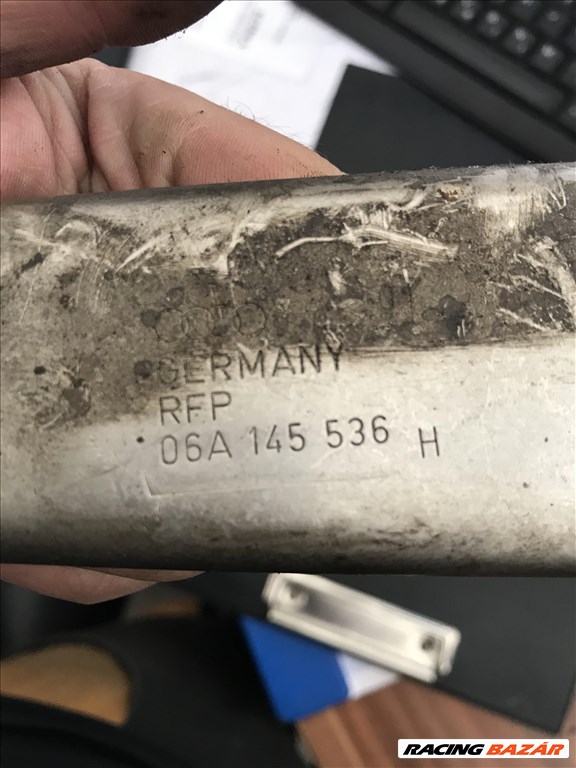 GERMANY
RFP
06A 145 536 H
RACING BAZÁR